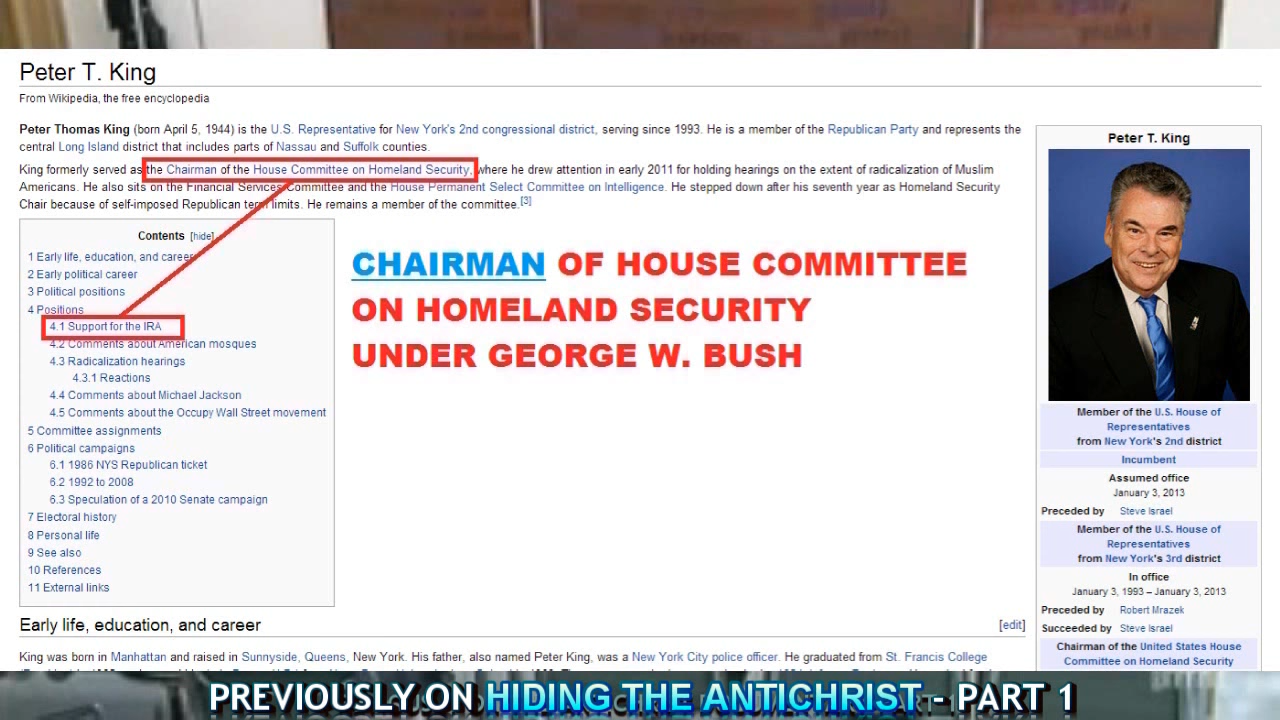 Peter T. King
From Wikipedia, the free encyclopedia
Peter Thomas King (born April 5, 1944) is the U.S. Representative for New York's 2nd congressional district, serving since 1993. He is a member of the Republican Party and represents the
central Long Island district that includes parts of Nassau and Suffolk counties.
King formerly served as the Chairman of the House Committee on Homeland Security, where he drew attention in early 2011 for holding hearings on the extent of radicalization of Muslim
Americans. He also sits on the Financial Services Committee and the House Permanent Select Committee on Intelligence. He stepped down after his seventh year as Homeland Security
Chair because of self-imposed Republican term limits. He remains a member of the committee.[3]
Contents [hide]
1 Early life, education, and career
2 Early political career
3 Political positions
4 Positions
4.1 Support for the IRA
4.2 Comments about American mosques
4.3 Radicalization hearings
4.3.1 Reactions
4.4 Comments about Michael Jackson
4.5 Comments about the Occupy Wall Street movement
5 Committee assignments
6 Political campaigns
6.1 1986 NYS Republican ticket
6.2 1992 to 2008
6.3 Speculation of a 2010 Senate campaign
7 Electoral history
8 Personal life
9 See also
10 References
11 External links
CHAIRMAN OF HOUSE COMMITTEE
ON HOMELAND SECURITY
UNDER GEORGE W. BUSH
Peter T. King
Member of the U.S. House of
Representatives
from New York's 2nd district
Incumbent
Assumed office
January 3, 2013
Preceded by Steve Israel
Member of the U.S. House of
Representatives
from New York's 3rd district
In office
January 3, 1993 – January 3, 2013
Preceded by Robert Mrazek
Succeeded by Steve Israel
Chairman of the United States House
Committee on Homeland Security
Early life, education, and career [edit]
King was born in Manhattan and raised in Sunnyside, Queens, New York. His father, also named Peter King, was a New York City police officer. He graduated from St. Francis College
PREVIOUSLY ON HIDING THE ANTICHRIST - PART 1